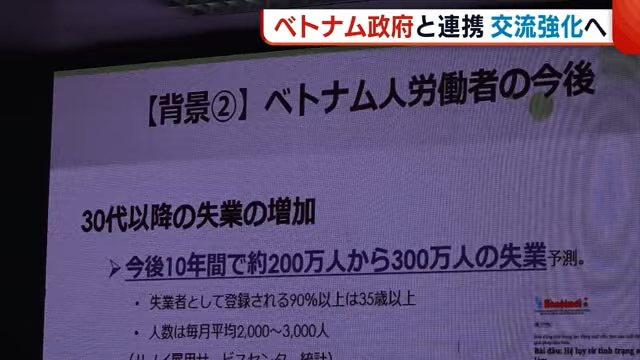 ベトナム政府と連携 交流強化へ
【背景②】ベトナム人労働者の今後
30代以降の失業の増加
➤今後10年間で約200万人から300万人の失業予測。
・失業者として登録される90%以上は35歳以上
・人数は毎月平均2,000～3,000人